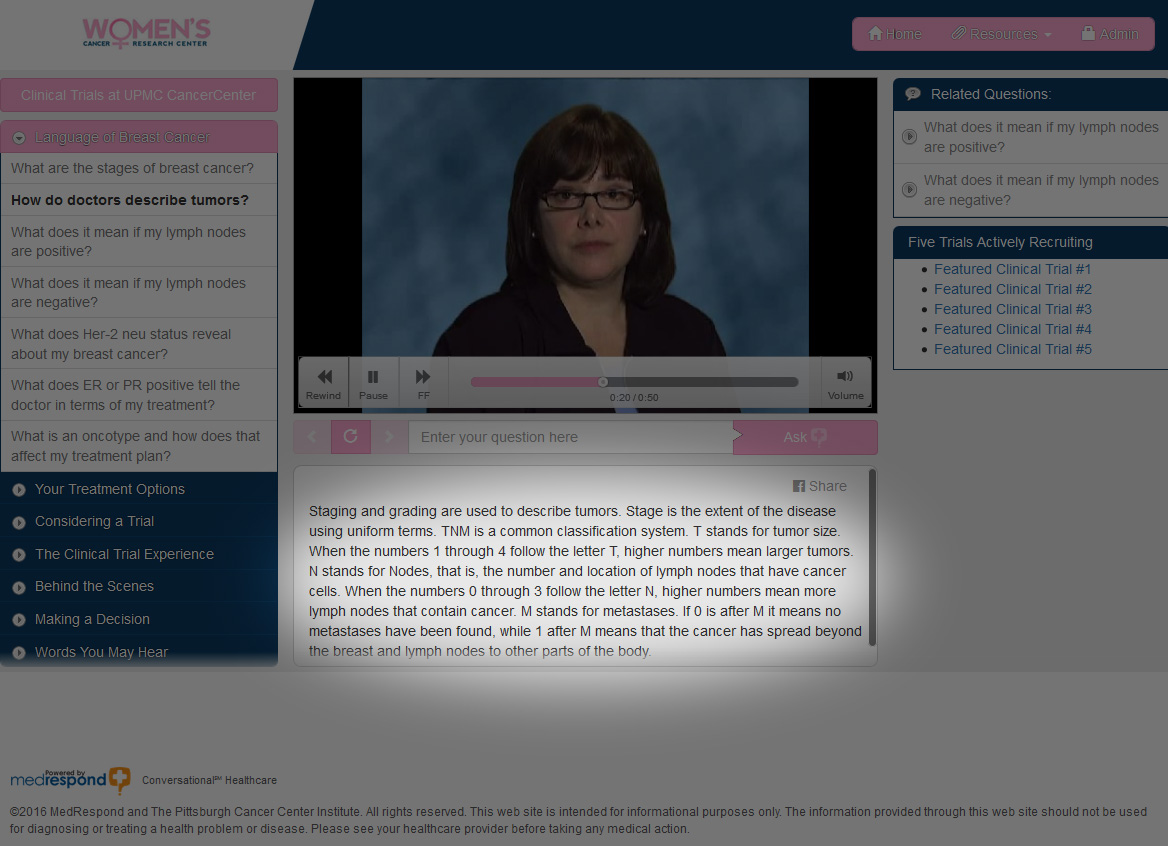 WOMEN'S
CANCER RESEARCH CENTER
Home
Resources
Admin
Clinical Trials at UPMC CancerCenter
Language of Breast Cancer
What are the stages of breast cancer?
How do doctors describe tumors?
What does it mean if my lymph nodes
are positive?
What does it mean if my lymph nodes
are negative?
What does Her-2 neu status reveal
about my breast cancer?
What does ER or PR positive tell the
doctor in terms of my treatment?
What is an oncotype and how does that
affect my treatment plan?
Your Treatment Options
Considering a Trial
The Clinical Trial Experience
Behind the Scenes
Making a Decision
Words You May Hear
Rewind
Pause
FF
0:20 / 0:50
Volume
Enter your question here
Ask
Share
Staging and grading are used to describe tumors. Stage is the extent of the disease
using uniform terms. TNM is a common classification system. T stands for tumor size.
When the numbers 1 through 4 follow the letter T, higher numbers mean larger tumors.
N stands for Nodes, that is, the number and location of lymph nodes that have cancer
cells. When the numbers 0 through 3 follow the letter N, higher numbers mean more
lymph nodes that contain cancer. M stands for metastases. If 0 is after M it means no
metastases have been found, while 1 after M means that the cancer has spread beyond
the breast and lymph nodes to other parts of the body.
Related Questions:
What does it mean if my lymph nodes
are positive?
What does it mean if my lymph nodes
are negative?
Five Trials Actively Recruiting
Featured Clinical Trial #1
Featured Clinical Trial #2
Featured Clinical Trial #3
Featured Clinical Trial #4
Featured Clinical Trial #5
Powered by
medrespond
Conversational℠ Healthcare
©2016 MedRespond and The Pittsburgh Cancer Center Institute. All rights reserved. This web site is intended for informational purposes only. The information provided through this web site should not be used
for diagnosing or treating a health problem or disease. Please see your healthcare provider before taking any medical action.